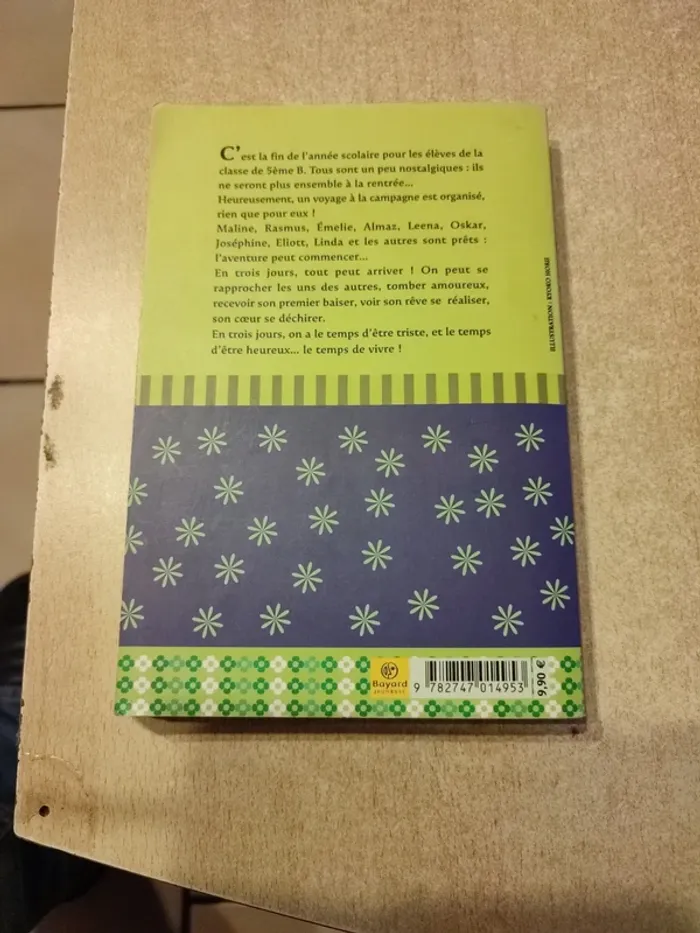 C'est la fin de l'année scolaire pour les élèves de la
classe de 5ème B. Tous sont un peu nostalgiques : ils
ne seront plus ensemble à la rentrée...
Heureusement, un voyage à la campagne est organisé,
rien que pour eux !
Maline, Rasmus, Émelie, Almaz, Leena, Oskar,
Joséphine, Eliott, Linda et les autres sont prêts :
l'aventure peut commencer...
En trois jours, tout peut arriver ! On peut se
rapprocher les uns des autres, tomber amoureux,
recevoir son premier baiser, voir son rêve se réaliser,
son cœur se déchirer.
En trois jours, on a le temps d'être triste, et le temps
d'être heureux... le temps de vivre !
ILLUSTRATION : KYOKO HORI
Bayard
JEUNESSE
9 782747 014953
9,90 €